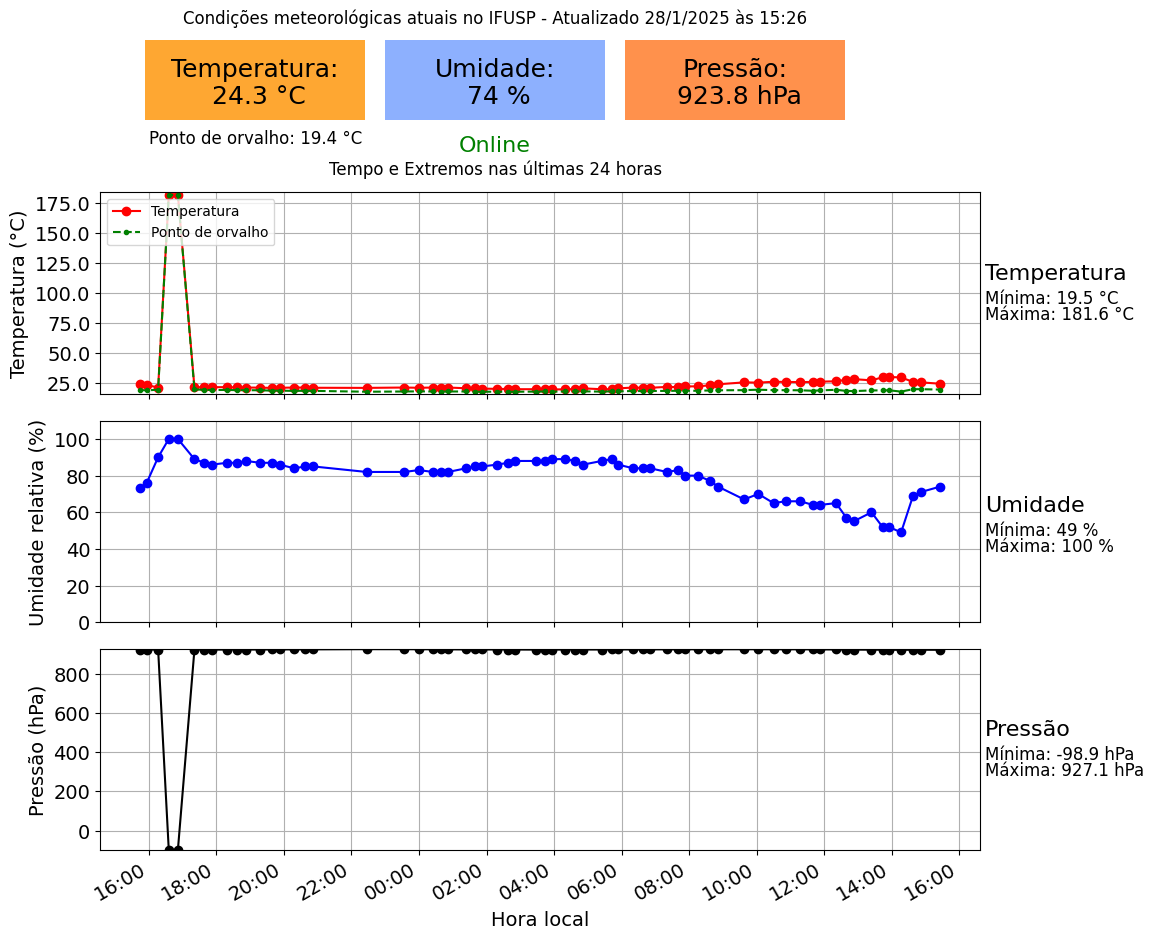 Condições meteorológicas atuais no IFUSP - Atualizado 28/1/2025 às 15:26
Temperatura:
24.3 °C
Umidade:
74 %
Pressão:
923.8 hPa
Ponto de orvalho: 19.4 °C
Online
Tempo e Extremos nas últimas 24 horas
Temperatura (°C)
175.0
150.0
125.0
100.0
75.0
50.0
25.0
Temperatura
Ponto de orvalho
Temperatura
Mínima: 19.5 °C
Máxima: 181.6 °C
Umidade relativa (%)
100
80
60
40
20
0
Umidade
Mínima: 49 %
Máxima: 100 %
Pressão (hPa)
800
600
400
200
0
Pressão
Mínima: -98.9 hPa
Máxima: 927.1 hPa
16:00 18:00 20:00 22:00 00:00 02:00 04:00 06:00 08:00 10:00 12:00 14:00 16:00
Hora local